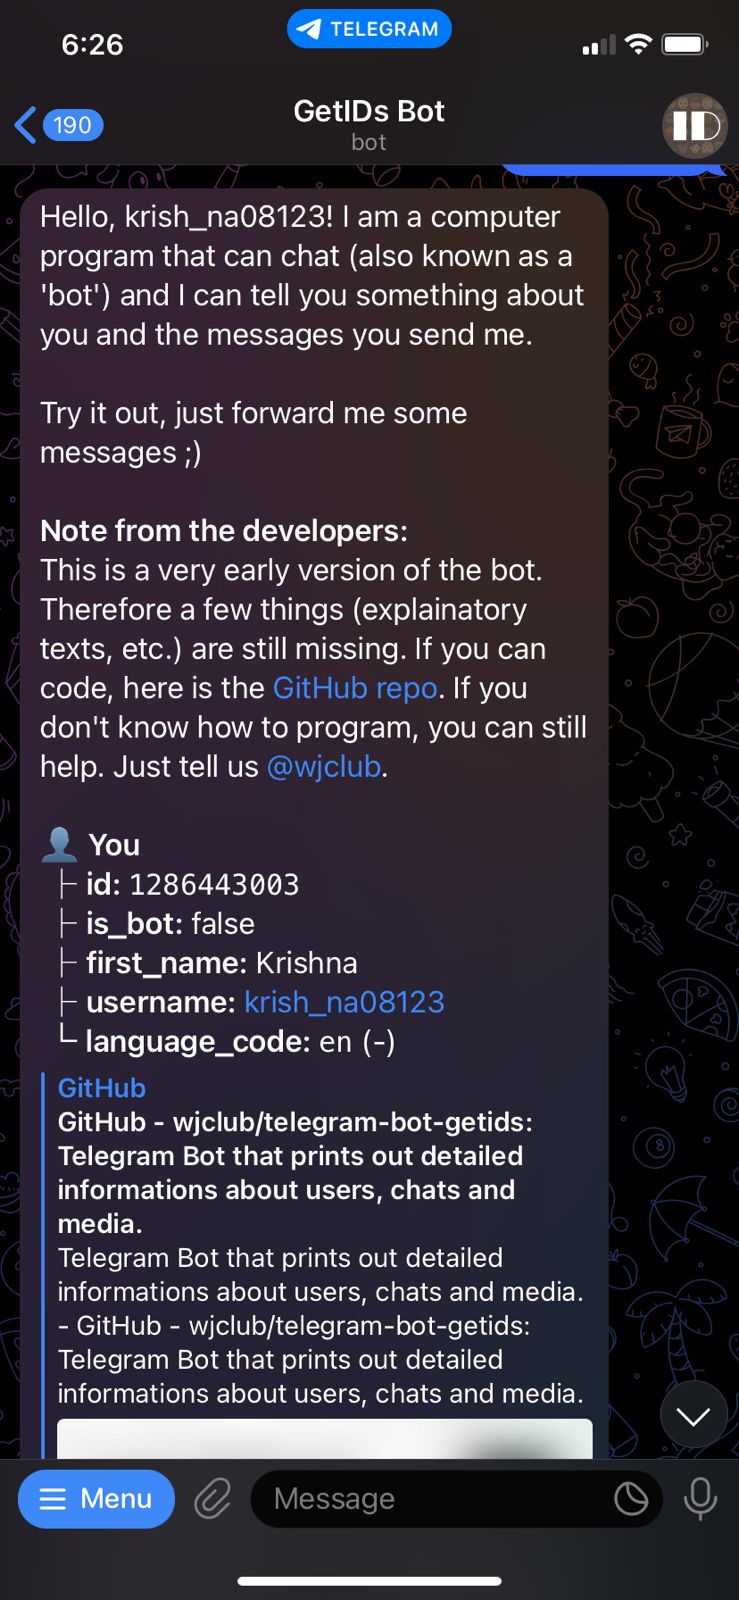 6:26
TELEGRAM
190
GetIDs Bot
bot
ID
Hello, krish_na08123! I am a computer
program that can chat (also known as a
'bot') and I can tell you something about
you and the messages you send me.
Try it out, just forward me some
messages ;)
Note from the developers:
This is a very early version of the bot.
Therefore a few things (explainatory
texts, etc.) are still missing. If you can
code, here is the GitHub repo. If you
don't know how to program, you can still
help. Just tell us @wjclub.
👤 You
├ id: 1286443003
├ is_bot: false
├ first_name: Krishna
├ username: krish_na08123
└ language_code: en (-)
GitHub
GitHub - wjclub/telegram-bot-getids:
Telegram Bot that prints out detailed
informations about users, chats and
media.
Telegram Bot that prints out detailed
informations about users, chats and media.
- GitHub - wjclub/telegram-bot-getids:
Telegram Bot that prints out detailed
informations about users, chats and media.
Menu
Message